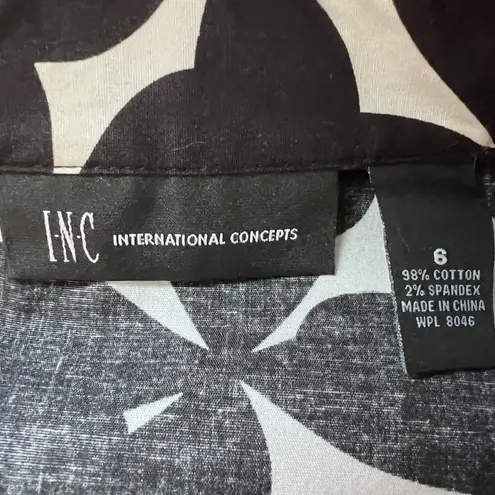 I·N·C INTERNATIONAL CONCEPTS
6
98% COTTON
2% SPANDEX
MADE IN CHINA
WPL 8046